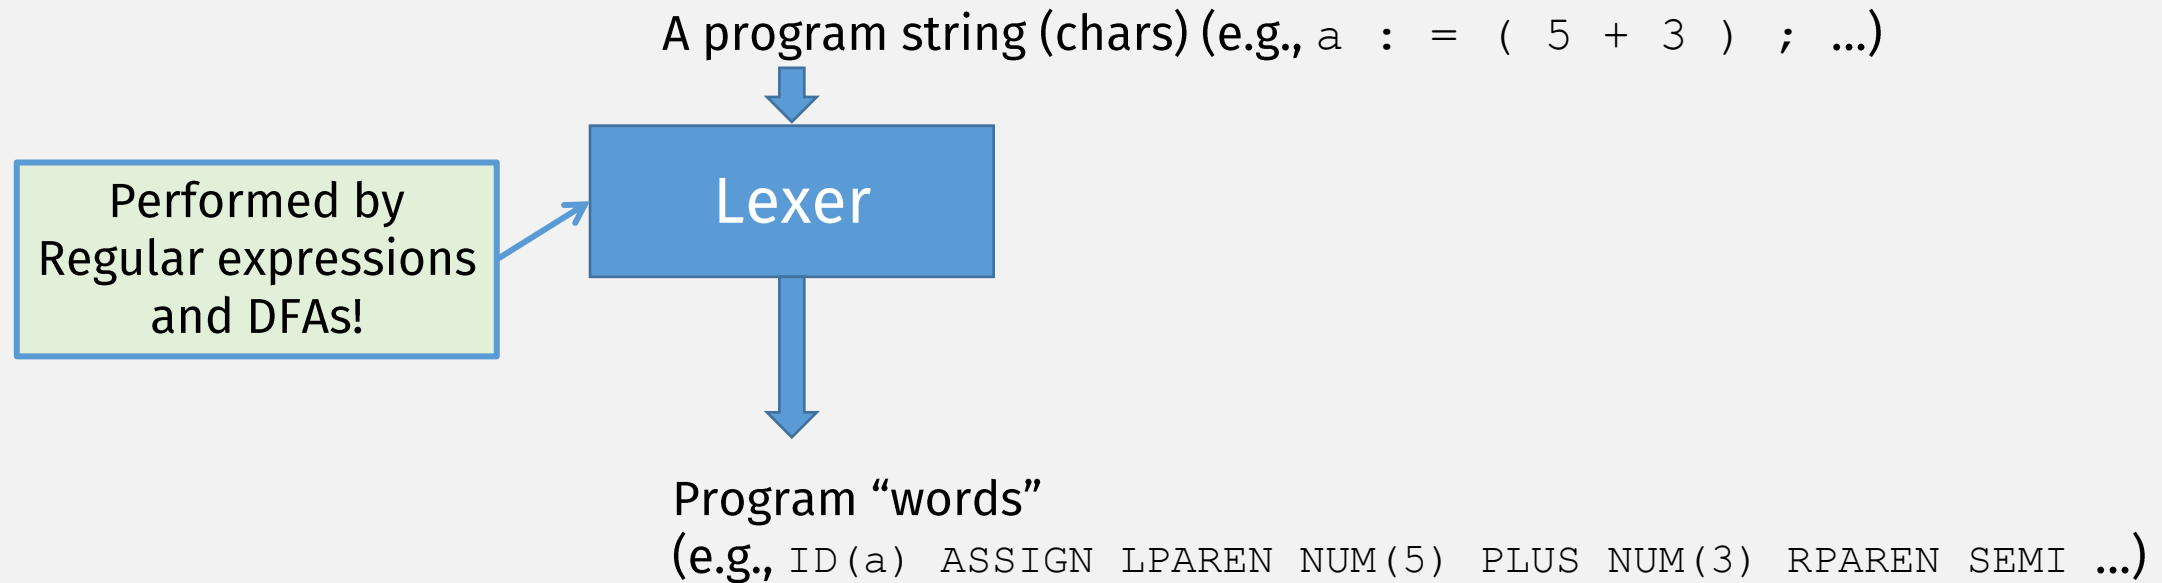 A program string (chars) (e.g., a : = ( 5 + 3 ) ; ...)
Performed by
Regular expressions
and DFAs!
Lexer
Program “words”
(e.g., ID(a) ASSIGN LPAREN NUM(5) PLUS NUM(3) RPAREN SEMI ...)